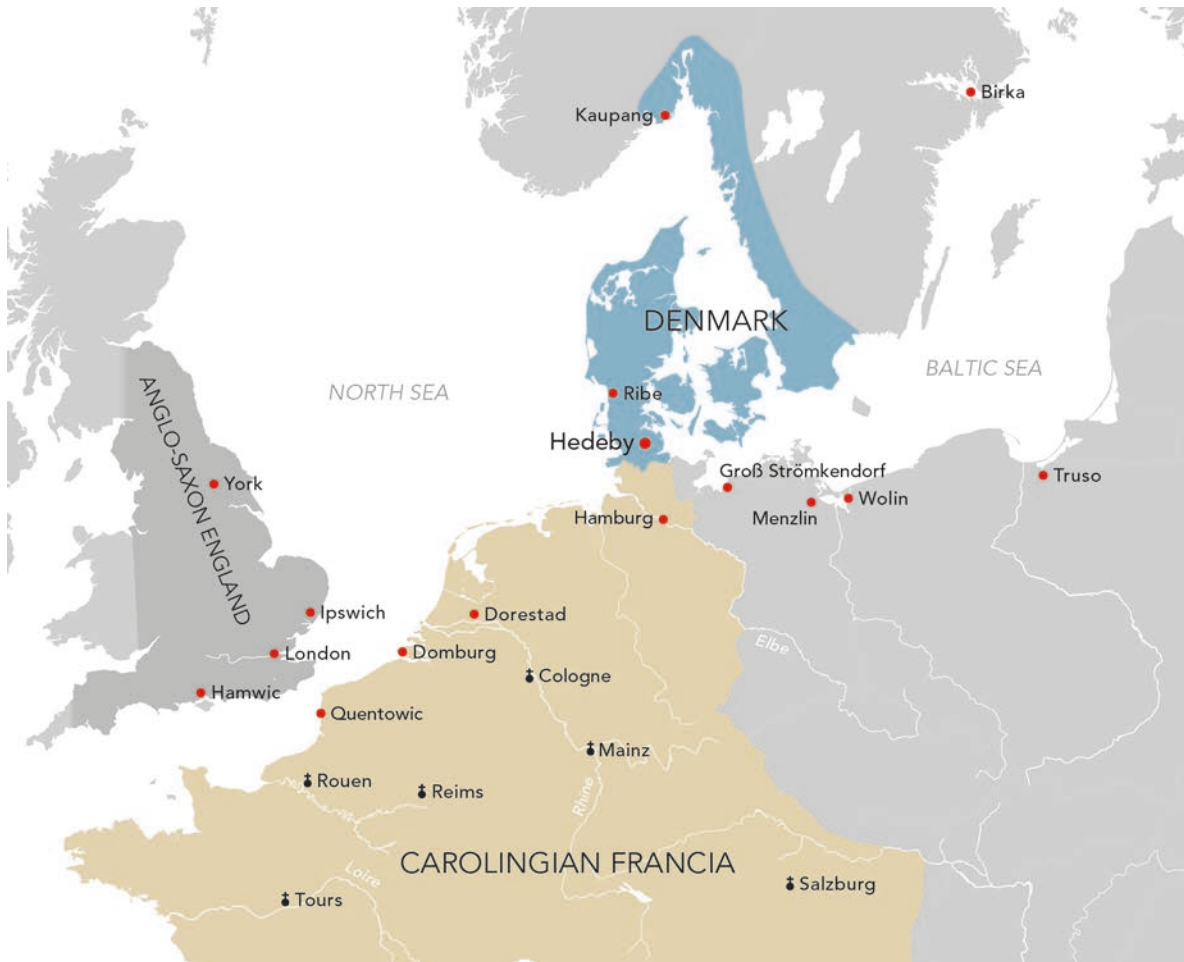 Birka
Kaupang
DENMARK
BALTIC SEA
NORTH SEA
Ribe
ANGLO-SAXON ENGLAND
Hedeby
Groß Strömkendorf
Truso
York
Wolin
Menzlin
Hamburg
Ipswich
Dorestad
London
Domburg
Elbe
Cologne
Hamwic
Quentowic
Mainz
Rouen
Reims
Rhine
CAROLINGIAN FRANCIA
Loire
Salzburg
Tours